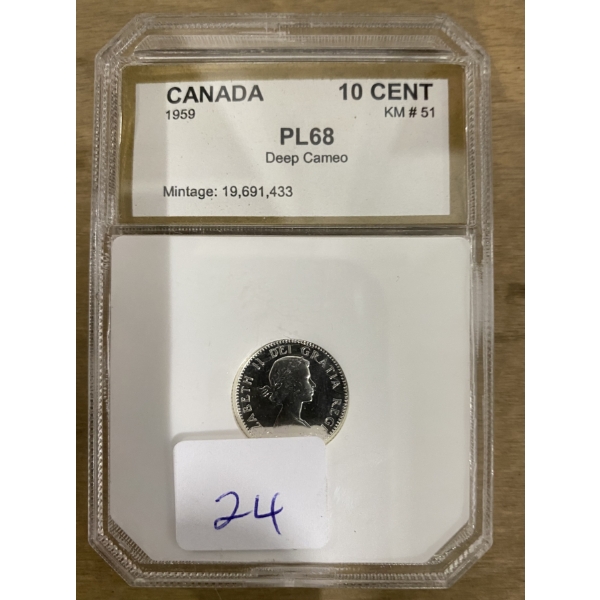 CANADA 10 CENT
1959 KM # 51
PL68
Deep Cameo
Mintage: 19,691,433
ZABETH II DEI GRATIA REG
24